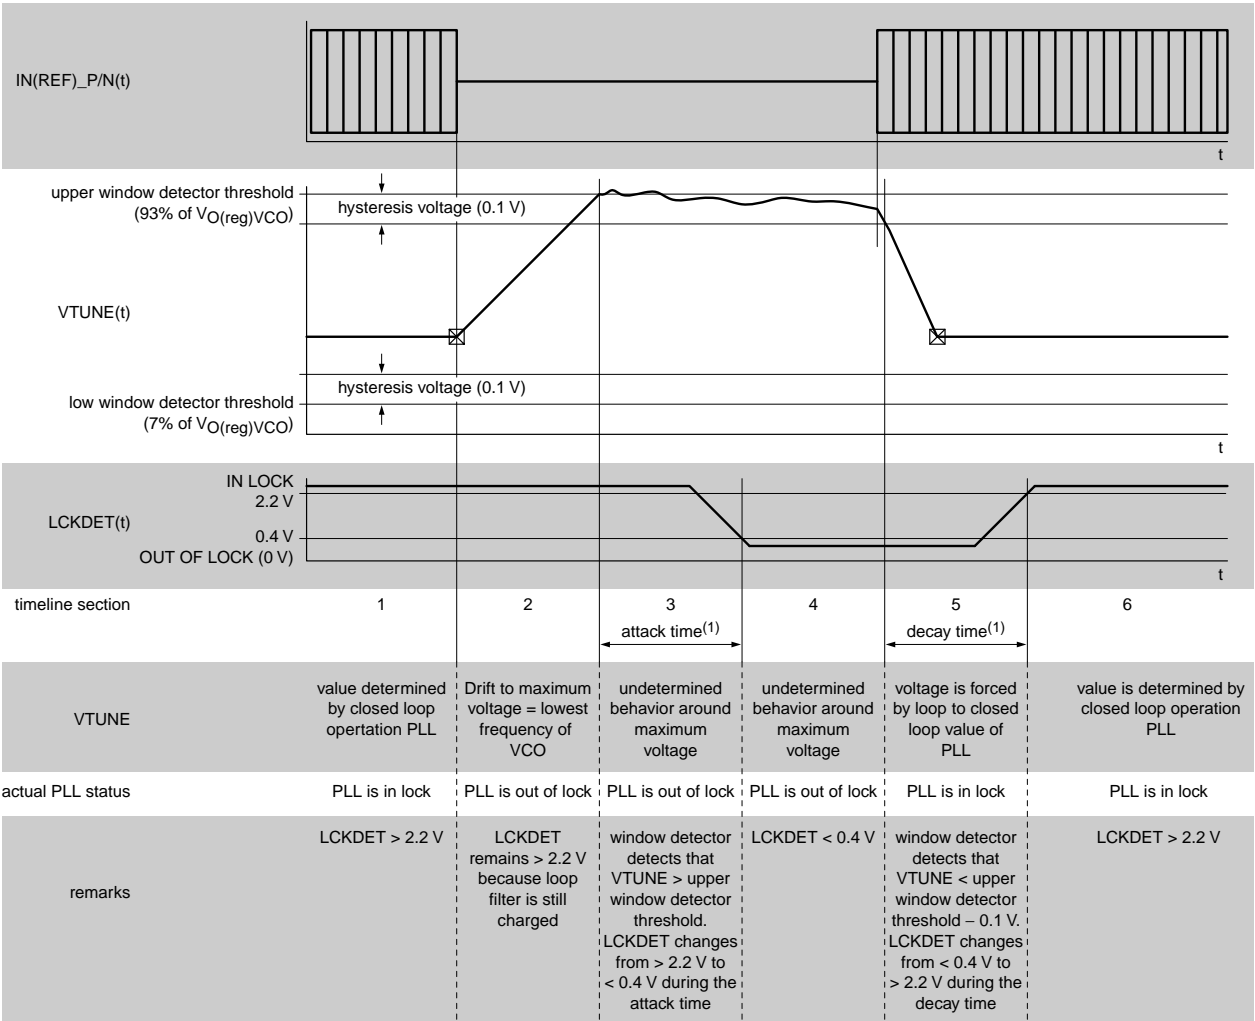 IN(REF)_P/N(t)
t
upper window detector threshold
(93% of VO(reg)VCO)
hysteresis voltage (0.1 V)
VTUNE(t)
hysteresis voltage (0.1 V)
low window detector threshold
(7% of VO(reg)VCO)
t
IN LOCK
2.2 V
LCKDET(t)
0.4 V
OUT OF LOCK (0 V)
t
timeline section
1
2
3
4
5
6
attack time(1)
decay time(1)
VTUNE
value determined
by closed loop
opertation PLL
Drift to maximum
voltage = lowest
frequency of
VCO
undetermined
behavior around
maximum
voltage
undetermined
behavior around
maximum
voltage
voltage is forced
by loop to closed
loop value of
PLL
value is determined by
closed loop operation
PLL
actual PLL status
PLL is in lock
PLL is out of lock
PLL is out of lock
PLL is out of lock
PLL is in lock
PLL is in lock
remarks
LCKDET > 2.2 V
LCKDET
remains > 2.2 V
because loop
filter is still
charged
window detector
detects that
VTUNE > upper
window detector
threshold.
LCKDET changes
from > 2.2 V to
< 0.4 V during the
attack time
LCKDET < 0.4 V
window detector
detects that
VTUNE < upper
window detector
threshold − 0.1 V.
LCKDET changes
from < 0.4 V to
> 2.2 V during the
decay time
LCKDET > 2.2 V